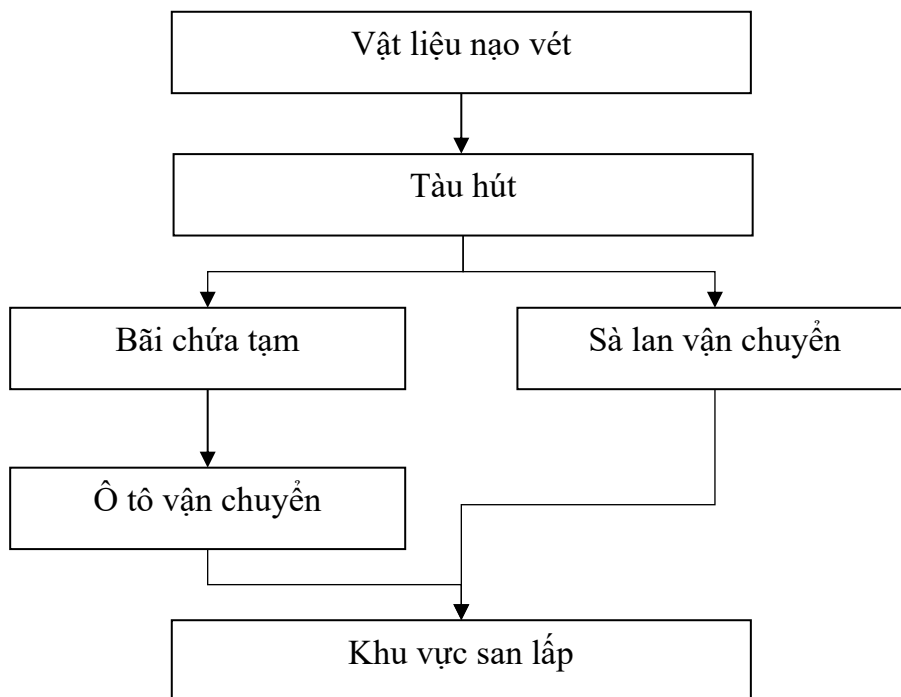 Vật liệu nạo vét
Tàu hút
Bãi chứa tạm
Sà lan vận chuyển
Ô tô vận chuyển
Khu vực san lấp